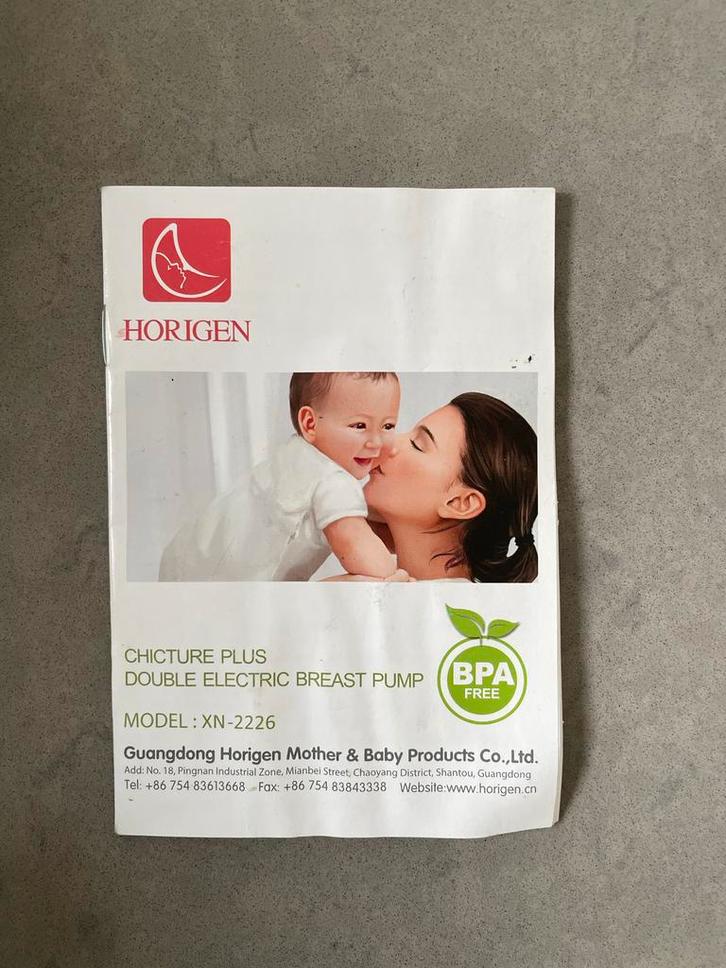 HORIGEN
CHICTURE PLUS
DOUBLE ELECTRIC BREAST PUMP
BPA
FREE
MODEL : XN-2226
Guangdong Horigen Mother & Baby Products Co.,Ltd.
Add: No. 18, Pingnan Industrial Zone, Mianbei Street, Chaoyang District, Shantou, Guangdong
Tel: +86 754 83613668 Fax: +86 754 83843338 Website:www.horigen.cn